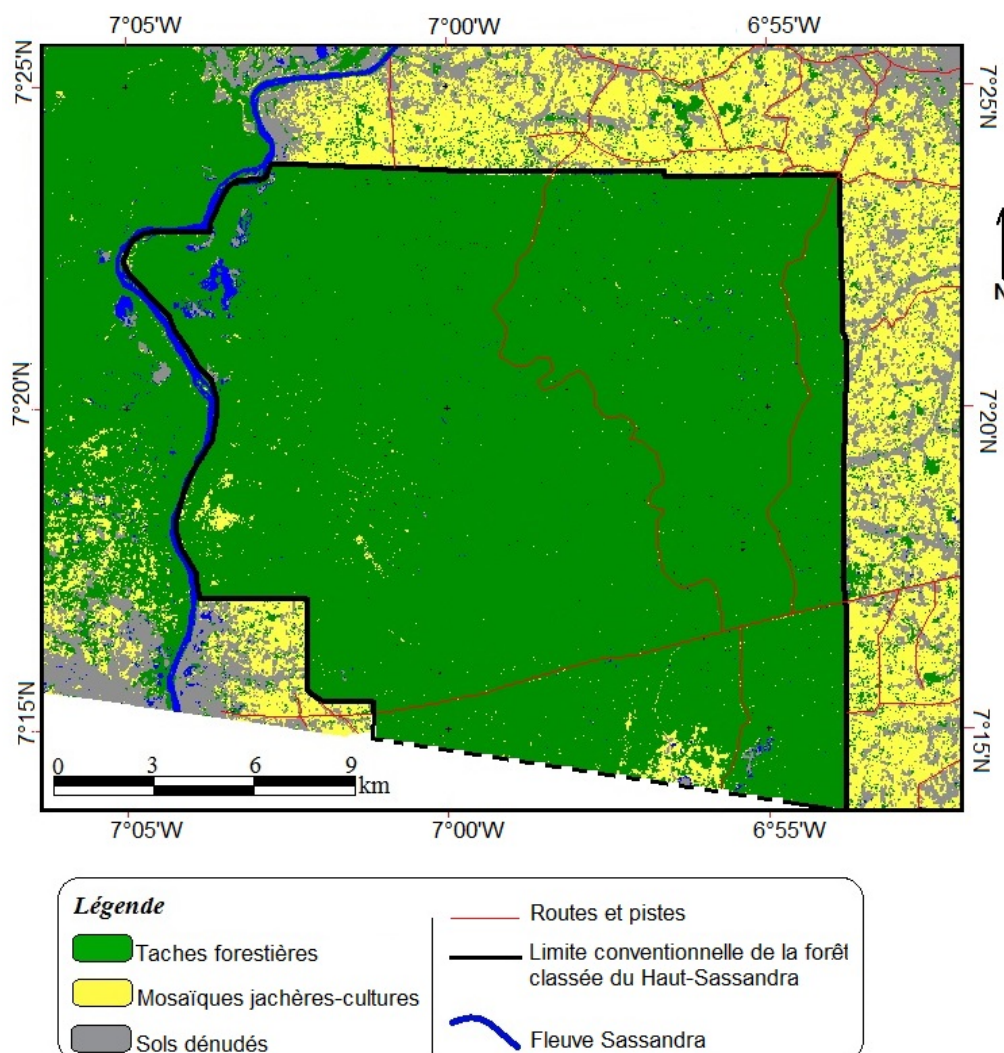 7°05'W 7°00'W 6°55'W
7°25'N
7°25'N
N
7°20'N
7°20'N
7°15'N
7°15'N
0 3 6 9
km
7°05'W 7°00'W 6°55'W
Légende
Taches forestières
Mosaïques jachères-cultures
Sols dénudés
Routes et pistes
Limite conventionnelle de la forêt
classée du Haut-Sassandra
Fleuve Sassandra